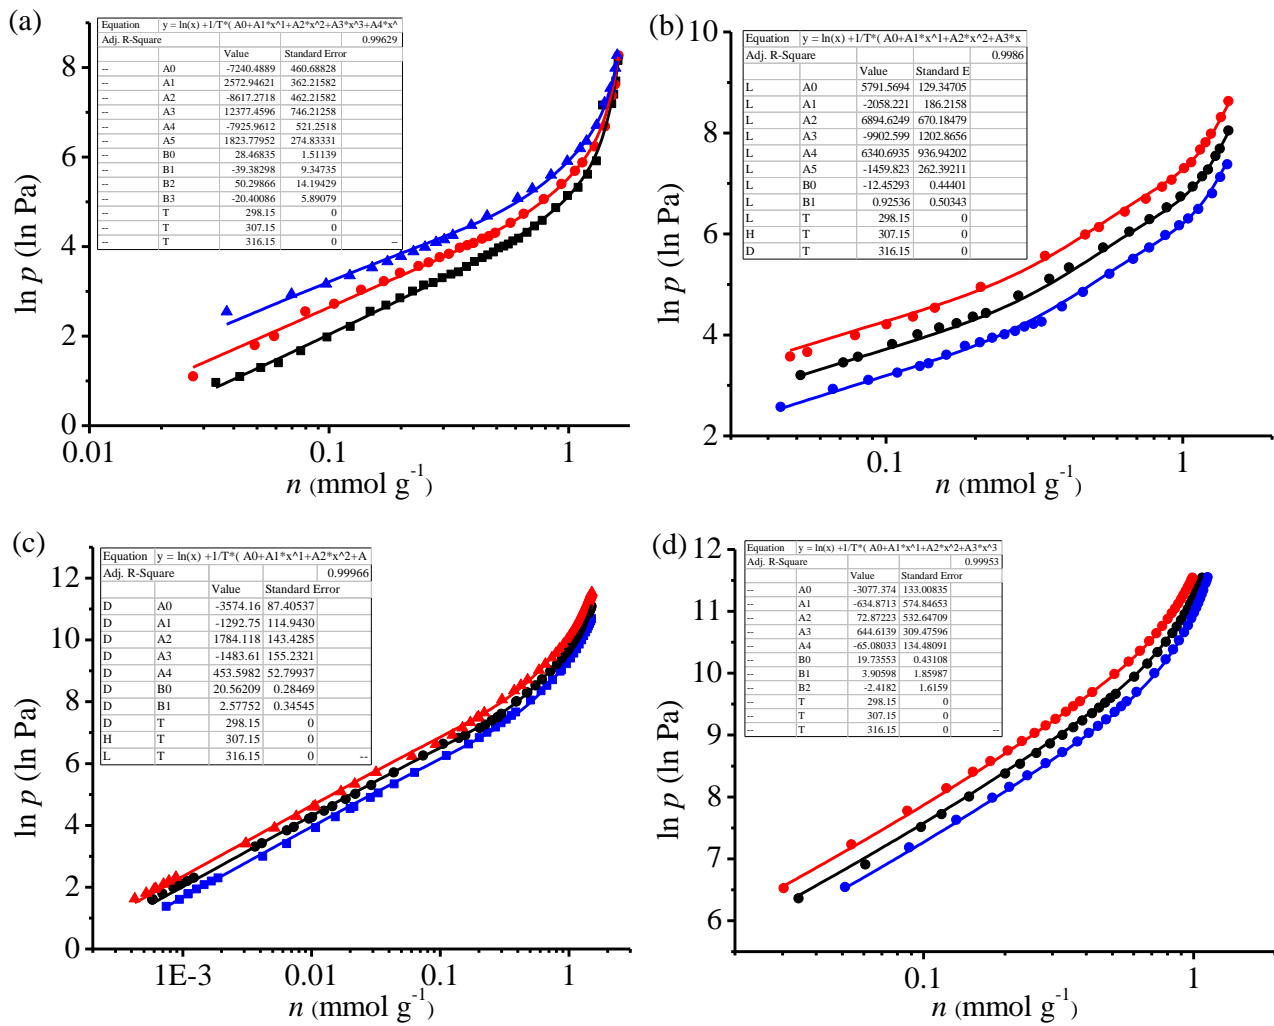 (a)
Equation y = ln(x) +1/T*( A0+A1*x^1+A2*x^2+A3*x^3+A4*x^
Adj. R-Square 0.99629
Value Standard Error
-- A0 -7240.4889 460.68828
-- A1 2572.94621 362.21582
-- A2 -8617.2718 462.21582
-- A3 12377.4596 746.21258
-- A4 -7925.9612 521.2518
-- A5 1823.77952 274.83331
-- B0 28.46835 1.51139
-- B1 -39.38298 9.34735
-- B2 50.29866 14.19429
-- B3 -20.40086 5.89079
-- T 298.15 0
-- T 307.15 0
-- T 316.15 0 --
8
6
4
2
0
ln p (ln Pa)
0.01 0.1 1
n (mmol g-1)
(b)
Equation y = ln(x) +1/T*( A0+A1*x^1+A2*x^2+A3*x
Adj. R-Square 0.9986
Value Standard E
L A0 5791.5694 129.34705
L A1 -2058.221 186.2158
L A2 6894.6249 670.18479
L A3 -9902.599 1202.8656
L A4 6340.6935 936.94202
L A5 -1459.823 262.39211
L B0 -12.45293 0.44401
L B1 0.92536 0.50343
L T 298.15 0
H T 307.15 0
D T 316.15 0
10
8
6
4
2
ln p (ln Pa)
0.1 1
n (mmol g-1)
(c)
Equation y = ln(x) +1/T*( A0+A1*x^1+A2*x^2+A
Adj. R-Square 0.99966
Value Standard Error
D A0 -3574.16 87.40537
D A1 -1292.75 114.9430
D A2 1784.118 143.4285
D A3 -1483.61 155.2321
D A4 453.5982 52.79937
D B0 20.56209 0.28469
D B1 2.57752 0.34545
D T 298.15 0
H T 307.15 0
L T 316.15 0 --
12
10
8
6
4
2
0
ln p (ln Pa)
1E-3 0.01 0.1 1
n (mmol g-1)
(d)
Equation y = ln(x) +1/T*( A0+A1*x^1+A2*x^2+A3*x^3
Adj. R-Square 0.99953
Value Standard Error
-- A0 -3077.374 133.00835
-- A1 -634.8713 574.84653
-- A2 72.87223 532.64709
-- A3 644.6139 309.47596
-- A4 -65.08033 134.48091
-- B0 19.73553 0.43108
-- B1 3.90598 1.85987
-- B2 -2.4182 1.6159
-- T 298.15 0
-- T 307.15 0
-- T 316.15 0 --
12
11
10
9
8
7
6
ln p (ln Pa)
0.1 1
n (mmol g-1)